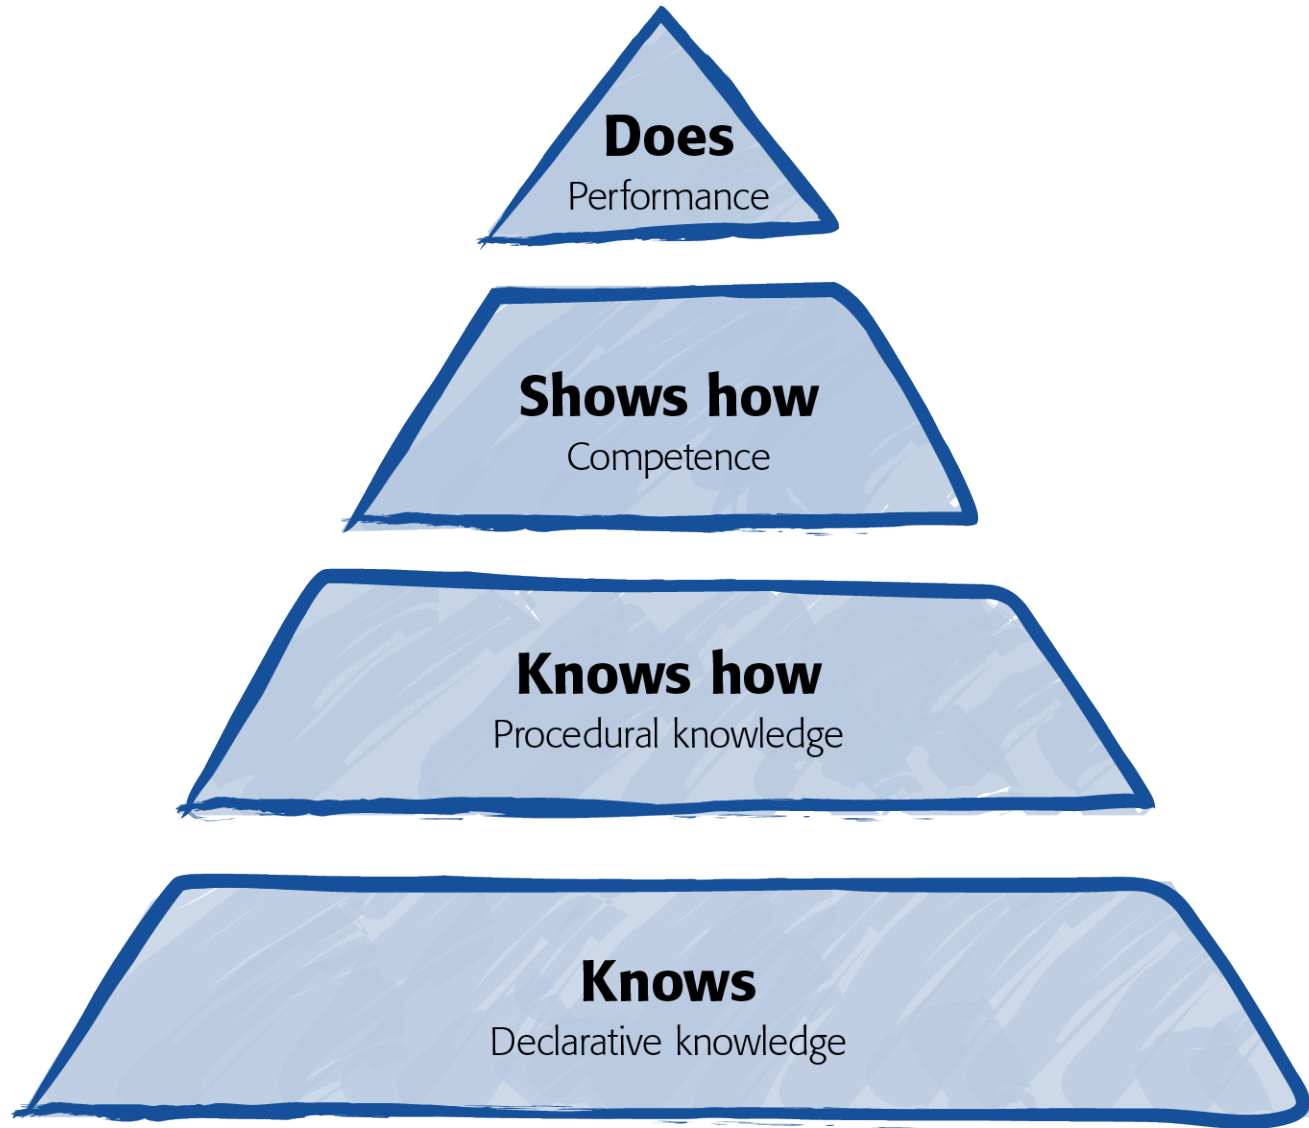 Does
Performance
Shows how
Competence
Knows how
Procedural knowledge
Knows
Declarative knowledge